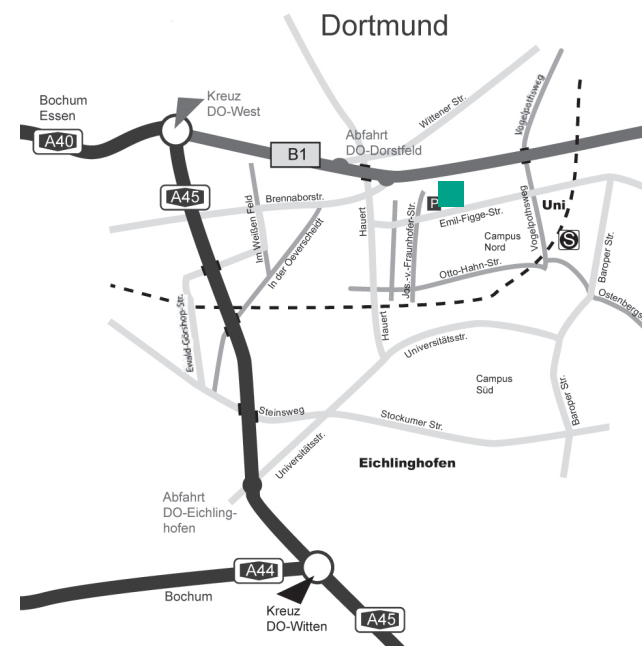 Dortmund
Bochum
Essen
Kreuz
DO-West
A40
A45
B1
Abfahrt
DO-Dorstfeld
Wittener Str.
Vogelpothsweg
Brennaborstr.
Im Weißen Feld
In der Oeverscheidt
Hauert
P
Jos.-v.-Fraunhofer-Str.
Emil-Figge-Str.
Uni
Campus
Nord
Vogelpothsweg
S
Otto-Hahn-Str.
Baroper Str.
Ostenbergs
Ewald-Görshop-Str.
Hauert
Universitätsstr.
Steinsweg
Stockumer Str.
Campus
Süd
Baroper Str.
Universitätsstr.
Eichlinghofen
Abfahrt
DO-Eichling-
hofen
A44
Bochum
Kreuz
DO-Witten
A45